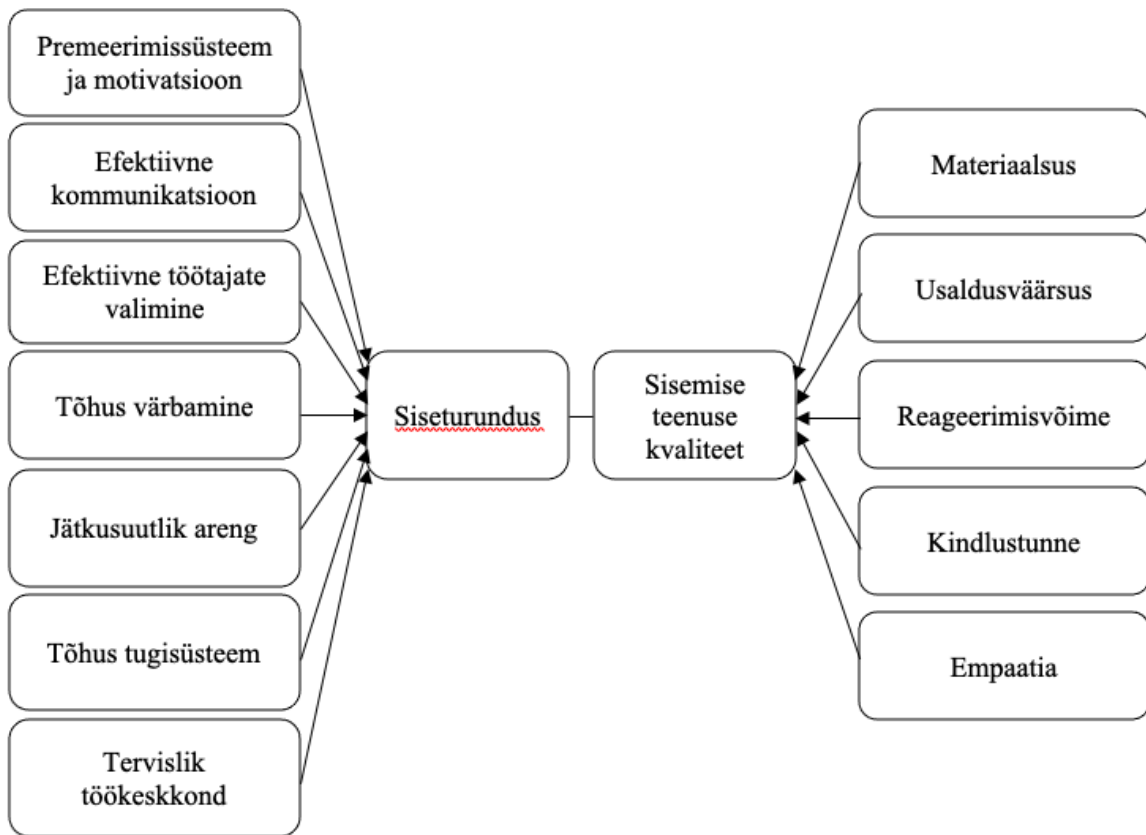 Premeerimissüsteem
ja motivatsioon
Efektiivne
kommunikatsioon
Efektiivne töötajate
valimine
Tõhus värbamine
Jätkusuutlik areng
Tõhus tugisüsteem
Tervislik
töökeskkond
Siseturundus
Sisemise
teenuse
kvaliteet
Materiaalsus
Usaldusväärsus
Reageerimisvõime
Kindlustunne
Empaatia